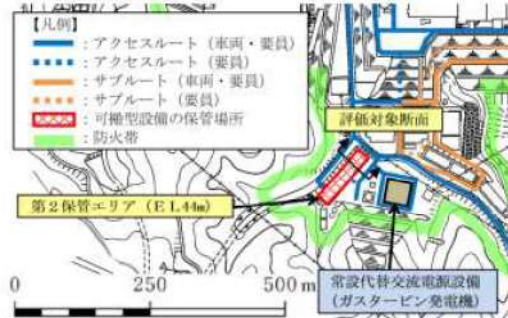 【凡例】
：アクセスルート（車両・要員）
：アクセスルート（要員）
：サブルート（車両・要員）
：サブルート（要員）
：可搬型設備の保管場所
：防火帯
評価対象断面
第2保管エリア（EL44m）
常設代替交流電源設備
（ガスタービン発電機）
0 250 500 m